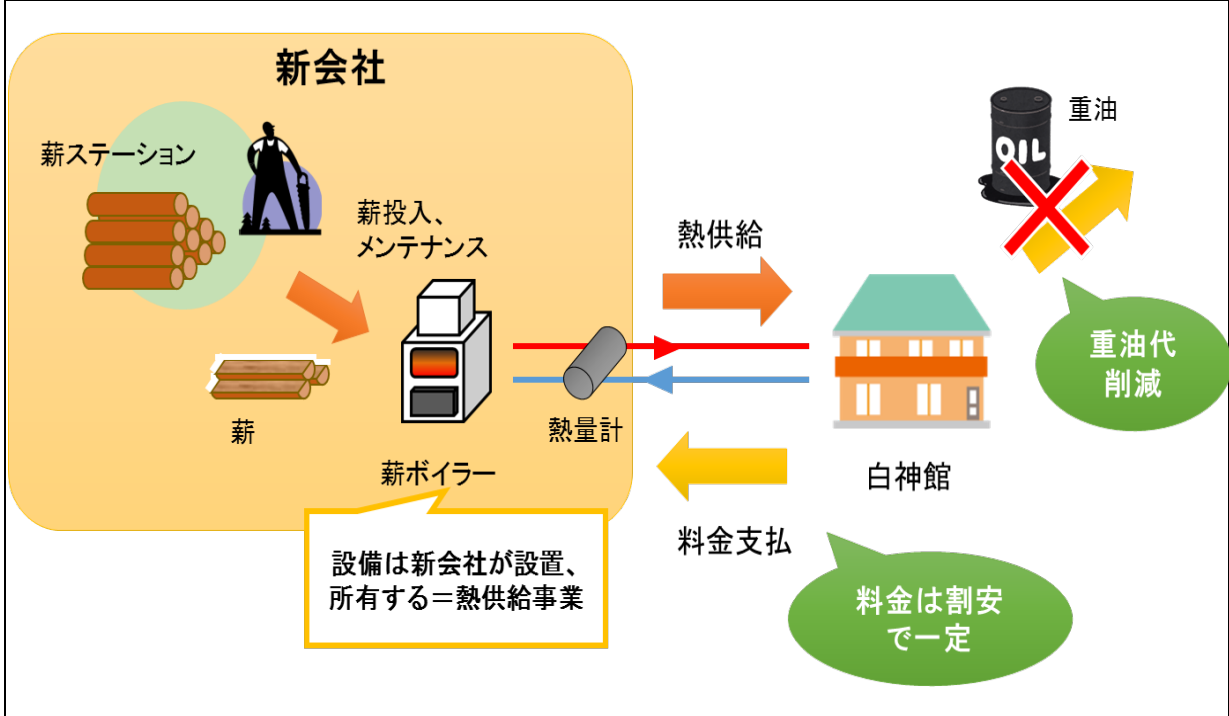 新会社
薪ステーション
薪投入、
メンテナンス
薪
薪ボイラー
熱量計
設備は新会社が設置、
所有する＝熱供給事業
熱供給
料金支払
白神館
OIL
重油
重油代
削減
料金は割安
で一定